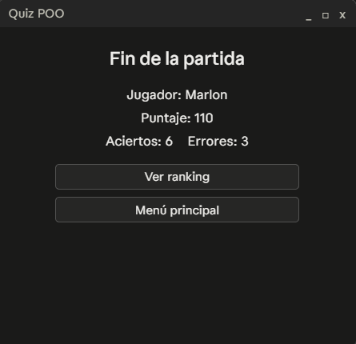 Quiz POO
Fin de la partida
Jugador: Marlon
Puntaje: 110
Aciertos: 6 Errores: 3
Ver ranking
Menú principal